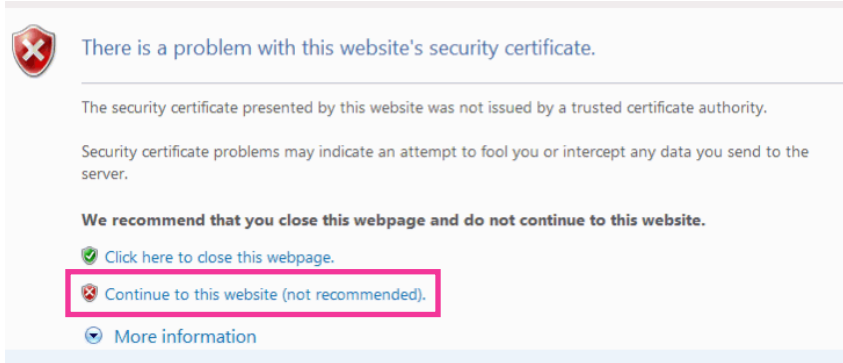 There is a problem with this website's security certificate.
The security certificate presented by this website was not issued by a trusted certificate authority.
Security certificate problems may indicate an attempt to fool you or intercept any data you send to the
server.
We recommend that you close this webpage and do not continue to this website.
Click here to close this webpage.
Continue to this website (not recommended).
More information